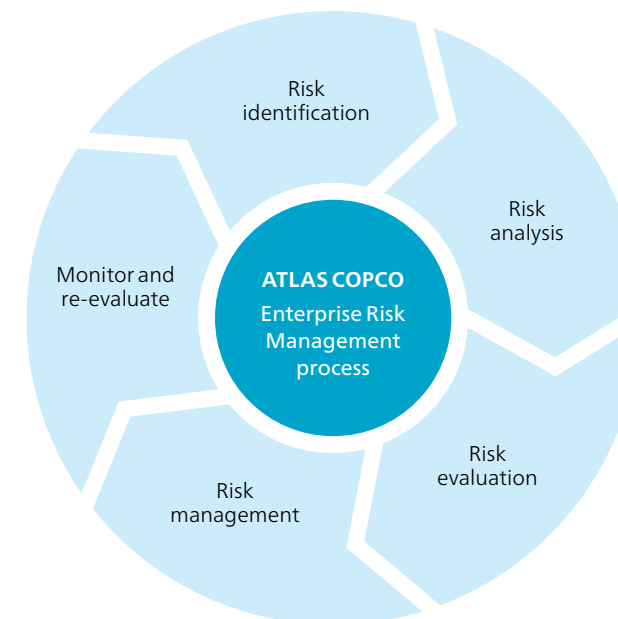 Risk
identification
Risk
analysis
Monitor and
re-evaluate
ATLAS COPCO
Enterprise Risk
Management
process
Risk
evaluation
Risk
management